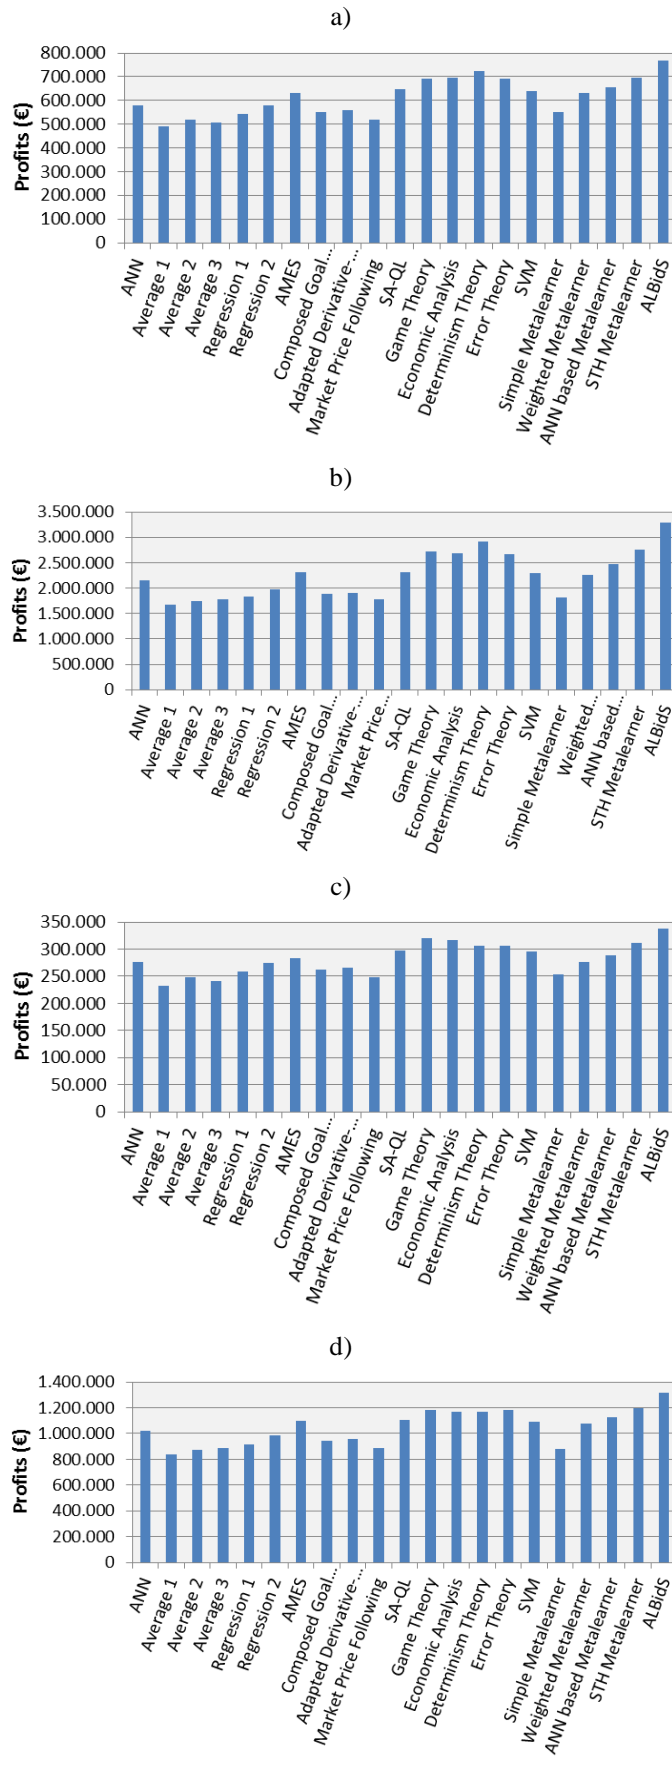 a)
Profits (€)
800.000
700.000
600.000
500.000
400.000
300.000
200.000
100.000
0
ANN
Average 1
Average 2
Average 3
Regression 1
Regression 2
AMES
Composed Goal...
Adapted Derivative-...
Market Price Following
SA-QL
Game Theory
Economic Analysis
Determinism Theory
Error Theory
SVM
Simple Metalearner
Weighted Metalearner
ANN based Metalearner
STH Metalearner
ALBidS
b)
Profits (€)
3.500.000
3.000.000
2.500.000
2.000.000
1.500.000
1.000.000
500.000
0
ANN
Average 1
Average 2
Average 3
Regression 1
Regression 2
AMES
Composed Goal...
Adapted Derivative-...
Market Price...
SA-QL
Game Theory
Economic Analysis
Determinism Theory
Error Theory
SVM
Simple Metalearner
Weighted...
ANN based...
STH Metalearner
ALBidS
c)
Profits (€)
350.000
300.000
250.000
200.000
150.000
100.000
50.000
0
ANN
Average 1
Average 2
Average 3
Regression 1
Regression 2
AMES
Composed Goal...
Adapted Derivative-...
Market Price Following
SA-QL
Game Theory
Economic Analysis
Determinism Theory
Error Theory
SVM
Simple Metalearner
Weighted Metalearner
ANN based Metalearner
STH Metalearner
ALBidS
d)
Profits (€)
1.400.000
1.200.000
1.000.000
800.000
600.000
400.000
200.000
0
ANN
Average 1
Average 2
Average 3
Regression 1
Regression 2
AMES
Composed Goal...
Adapted Derivative-...
Market Price Following
SA-QL
Game Theory
Economic Analysis
Determinism Theory
Error Theory
SVM
Simple Metalearner
Weighted Metalearner
ANN based Metalearner
STH Metalearner
ALBidS